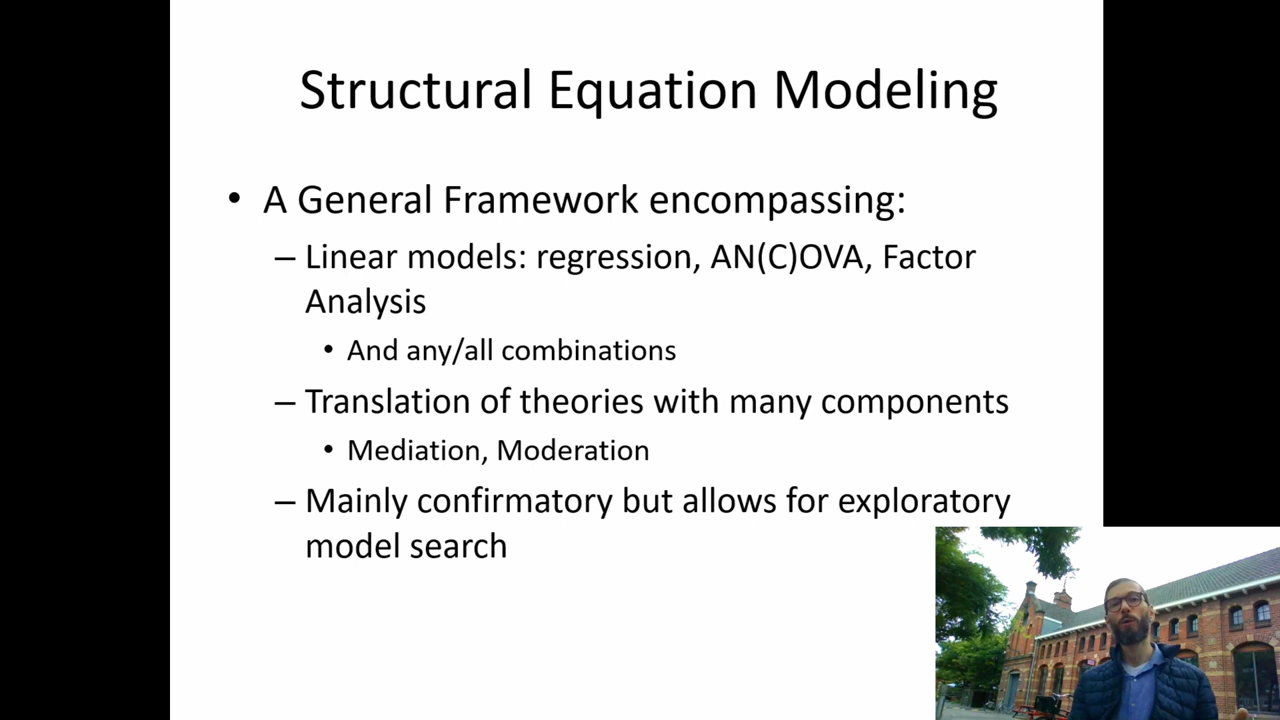 Structural Equation Modeling
• A General Framework encompassing:
– Linear models: regression, AN(C)OVA, Factor
Analysis
• And any/all combinations
– Translation of theories with many components
• Mediation, Moderation
– Mainly confirmatory but allows for exploratory
model search